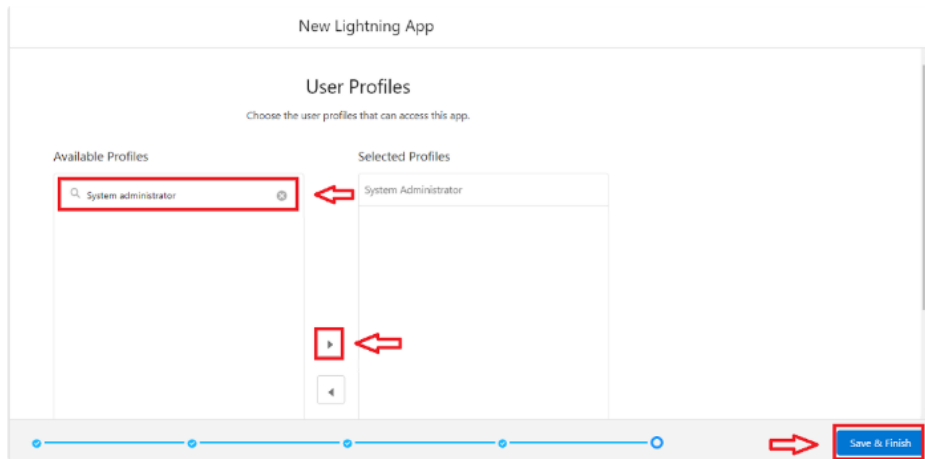 New Lightning App
User Profiles
Choose the user profiles that can access this app.
Available Profiles
Selected Profiles
System administrator
System Administrator
Save & Finish